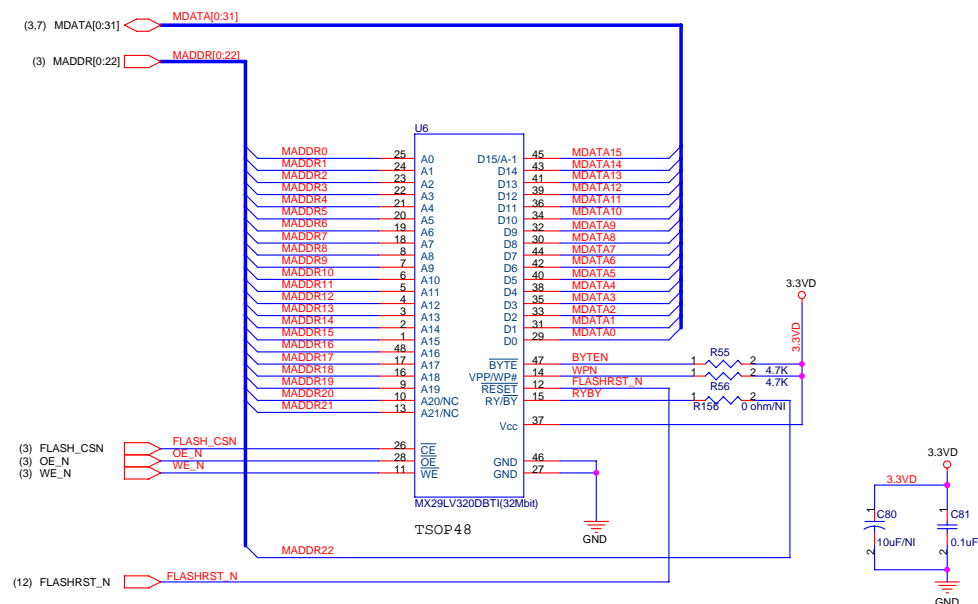 (3,7) MDATA[0:31] MDATA[0:31]
(3) MADDR[0:22] MADDR[0:22]
U6
MADDR0 25 A0 D15/A-1 45 MDATA15
MADDR1 24 A1 D14 43 MDATA14
MADDR2 23 A2 D13 41 MDATA13
MADDR3 22 A3 D12 39 MDATA12
MADDR4 21 A4 D11 36 MDATA11
MADDR5 20 A5 D10 34 MDATA10
MADDR6 19 A6 D9 32 MDATA9
MADDR7 18 A7 D8 30 MDATA8
MADDR8 8 A8 D7 44 MDATA7
MADDR9 7 A9 D6 42 MDATA6
MADDR10 6 A10 D5 40 MDATA5
MADDR11 5 A11 D4 38 MDATA4
MADDR12 4 A12 D3 35 MDATA3
MADDR13 3 A13 D2 33 MDATA2
MADDR14 2 A14 D1 31 MDATA1
MADDR15 1 A15 D0 29 MDATA0
3.3VD
3.3VD
MADDR16 48 A16
MADDR17 17 A17 BYTE 47 BYTEN 1 R55 2 4.7K
MADDR18 16 A18 VPP/WP# 14 WPN 1 R56 2 4.7K
MADDR19 9 A19 RESET 12 FLASHRST_N
MADDR20 10 A20/NC RY/BY 15 RYBY 1 R156 2 0 ohm/NI
MADDR21 13 A21/NC
Vcc 37
(3) FLASH_CSN FLASH_CSN 26 CE
(3) OE_N OE_N 28 OE GND 46
(3) WE_N WE_N 11 WE GND 27
MX29LV320DBTI(32Mbit)
TSOP48
GND
MADDR22
(12) FLASHRST_N FLASHRST_N
3.3VD
3.3VD
1 C80 1 C81
10uF/NI 0.1uF
2 2
GND